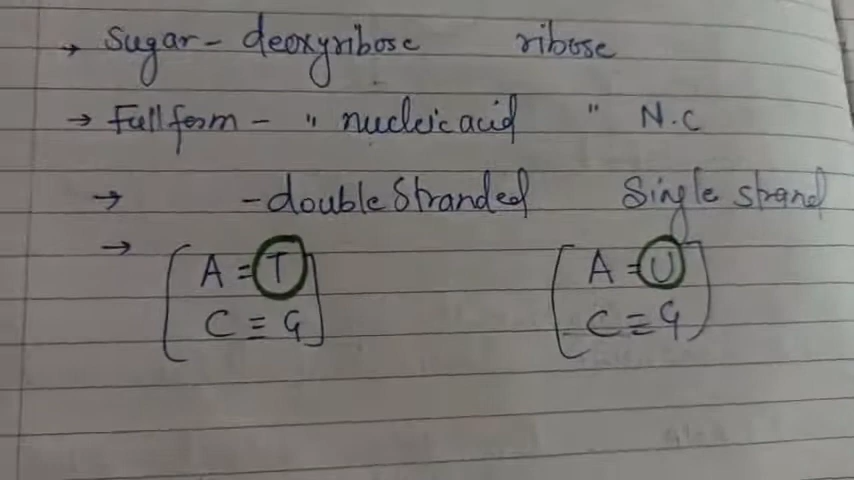 → Sugar - deoxyribose ribose
→ Full form - " nucleic acid " N.C
→ - double Stranded Single strand
→
A = T A = U
C ≡ G C ≡ G